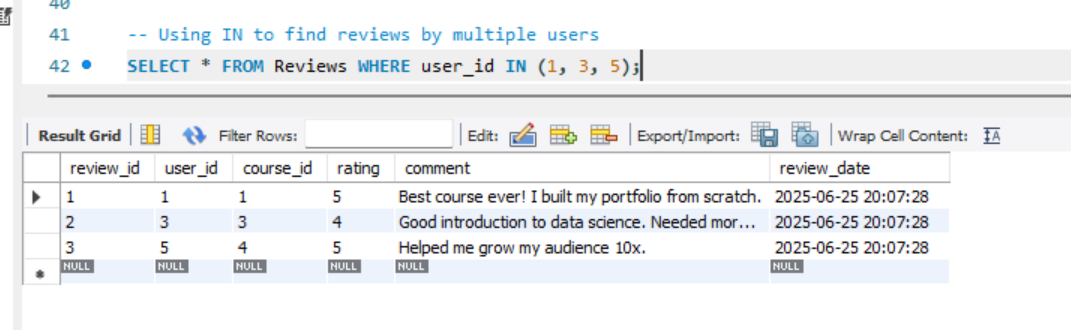 40
41 -- Using IN to find reviews by multiple users
42 SELECT * FROM Reviews WHERE user_id IN (1, 3, 5);
Result Grid Filter Rows: Edit: Export/Import: Wrap Cell Content: IA
review_id user_id course_id rating comment review_date
1 1 1 5 Best course ever! I built my portfolio from scratch. 2025-06-25 20:07:28
2 3 3 4 Good introduction to data science. Needed mor... 2025-06-25 20:07:28
3 5 4 5 Helped me grow my audience 10x. 2025-06-25 20:07:28
NULL NULL NULL NULL NULL NULL